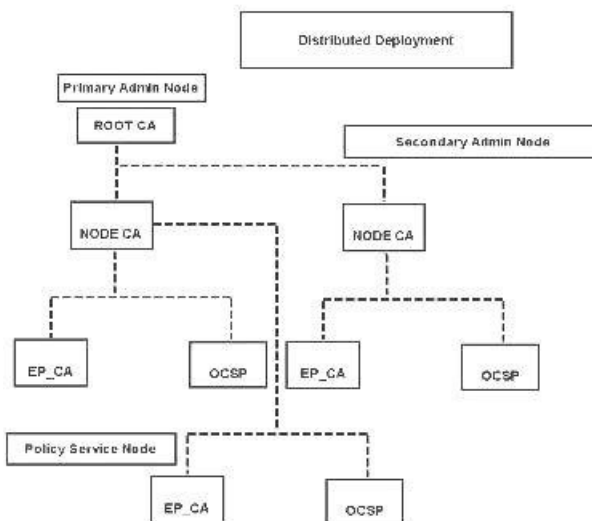 Distributed Deployment
Primary Admin Node
ROOT CA
Secondary Admin Node
NODE CA
NODE CA
EP_CA
OCSP
EP_CA
OCSP
Policy Service Node
EP_CA
OCSP